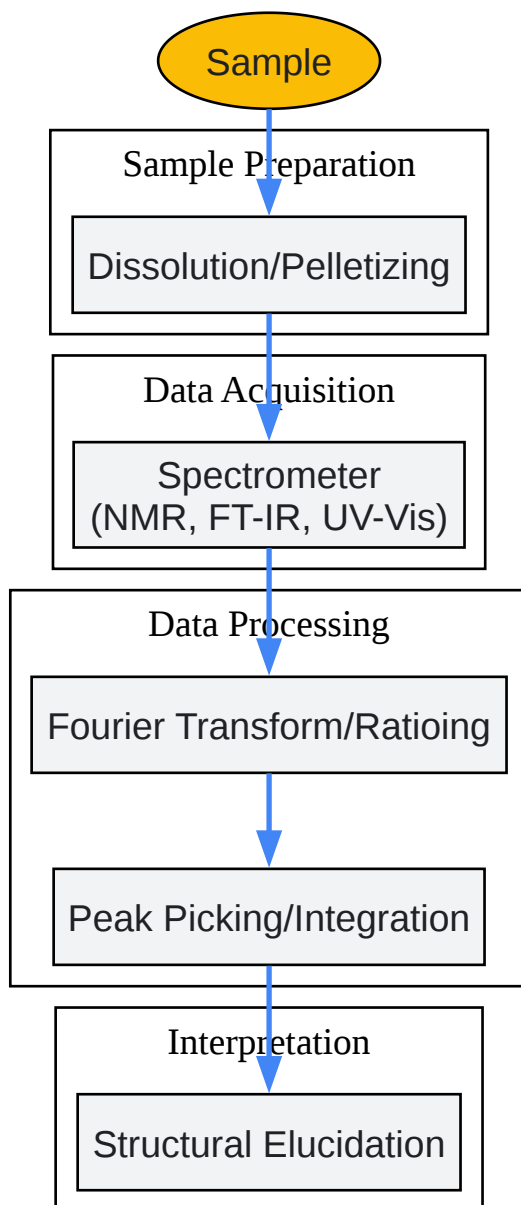 Sample
Sample Preparation
Dissolution/Pelletizing
Data Acquisition
Spectrometer
(NMR, FT-IR, UV-Vis)
Data Processing
Fourier Transform/Ratioing
Peak Picking/Integration
Interpretation
Structural Elucidation